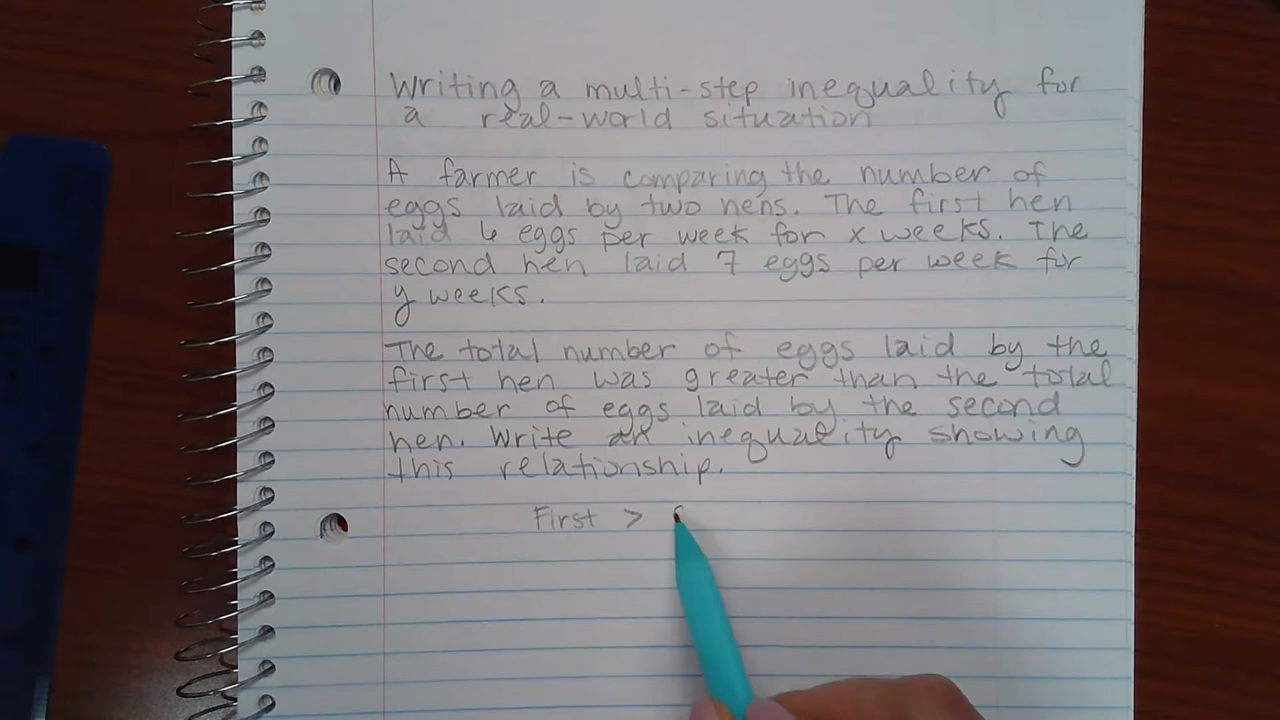 Writing a multi-step inequality for
a real-world situation
A farmer is comparing the number of
eggs laid by two hens. The first hen
laid 6 eggs per week for x weeks. The
second hen laid 7 eggs per week for
y weeks.
The total number of eggs laid by the
first hen was greater than the total
number of eggs laid by the second
hen. Write an inequality showing
this relationship.
First >